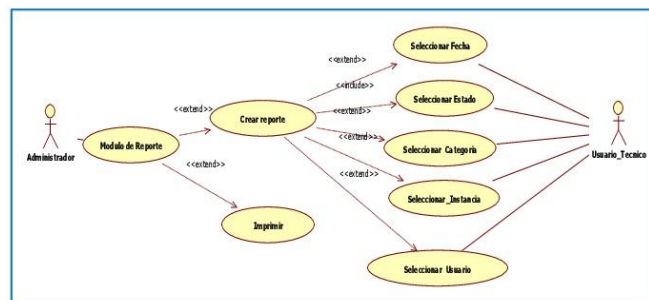 Seleccionar Fecha
<<extend>>
<<include>>
Seleccionar Estado
<<extend>>
Crear reporte
<<extend>>
<<extend>>
Administrador
Modulo de Reporte
Seleccionar Categoria
Usuario_Tecnico
<<extend>>
<<extend>>
Seleccionar_Instancia
Imprimir
Seleccionar Usuario